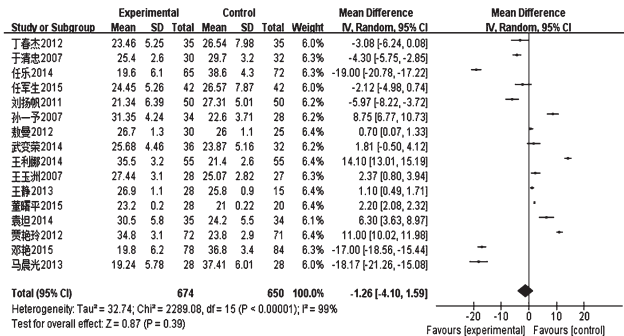 Experimental Control Mean Difference Mean Difference
Study or Subgroup Mean SD Total Mean SD Total Weight IV, Random, 95% CI IV, Random, 95% CI
丁春杰2012 23.46 5.25 35 26.54 7.98 35 6.0% -3.08 (-6.24, 0.08]
于清忠2007 25.4 2.6 30 29.7 3.2 32 6.3% -4.30 [-5.75, -2.85]
任乐2014 19.6 6.1 65 38.6 4.3 72 6.3% -19.00 [-20.78, -17.22]
任军生2015 24.45 5.26 42 26.57 7.87 42 6.1% -2.12 [-4.98, 0.74]
刘扬帆2011 21.34 6.39 50 27.31 5.01 50 6.2% -5.97 [-8.22, -3.72]
孙一予2007 31.35 4.24 34 22.6 3.71 28 6.3% 8.75 [6.77, 10.73]
敖曼2012 26.7 1.3 30 26 1.1 25 6.4% 0.70 [0.07, 1.33]
武变荣2014 25.68 4.46 36 23.87 5.16 32 6.2% 1.81 [-0.50, 4.12]
王利娜2014 35.5 3.2 55 21.4 2.6 55 6.4% 14.10 [13.01, 15.19]
王玉洲2007 27.44 3.1 28 25.07 2.82 27 6.3% 2.37 [0.80, 3.94]
王静2013 26.9 1.1 28 25.8 0.9 15 6.4% 1.10 [0.49, 1.71]
董曙平2015 23.2 0.2 28 21 0.22 20 6.4% 2.20 [2.08, 2.32]
袁坦2014 30.5 5.8 35 24.2 5.5 34 6.1% 6.30 [3.63, 8.97]
贾艳玲2012 34.8 3.1 72 23.8 2.9 71 6.4% 11.00 [10.02, 11.98]
邓艳2015 19.8 6.2 78 36.8 3.4 84 6.3% -17.00 [-18.56, -15.44]
马晨光2013 19.24 5.78 28 37.41 6.01 28 6.0% -18.17 [-21.26, -15.08]
Total (95% CI) 674 650 100.0% -1.26 [-4.10, 1.59]
Heterogeneity: Tau² = 32.74; Chi² = 2289.08, df = 15 (P < 0.00001); I² = 99%
Test for overall effect: Z = 0.87 (P = 0.39)
-20 -10 0 10 20
Favours [experimental] Favours [control]